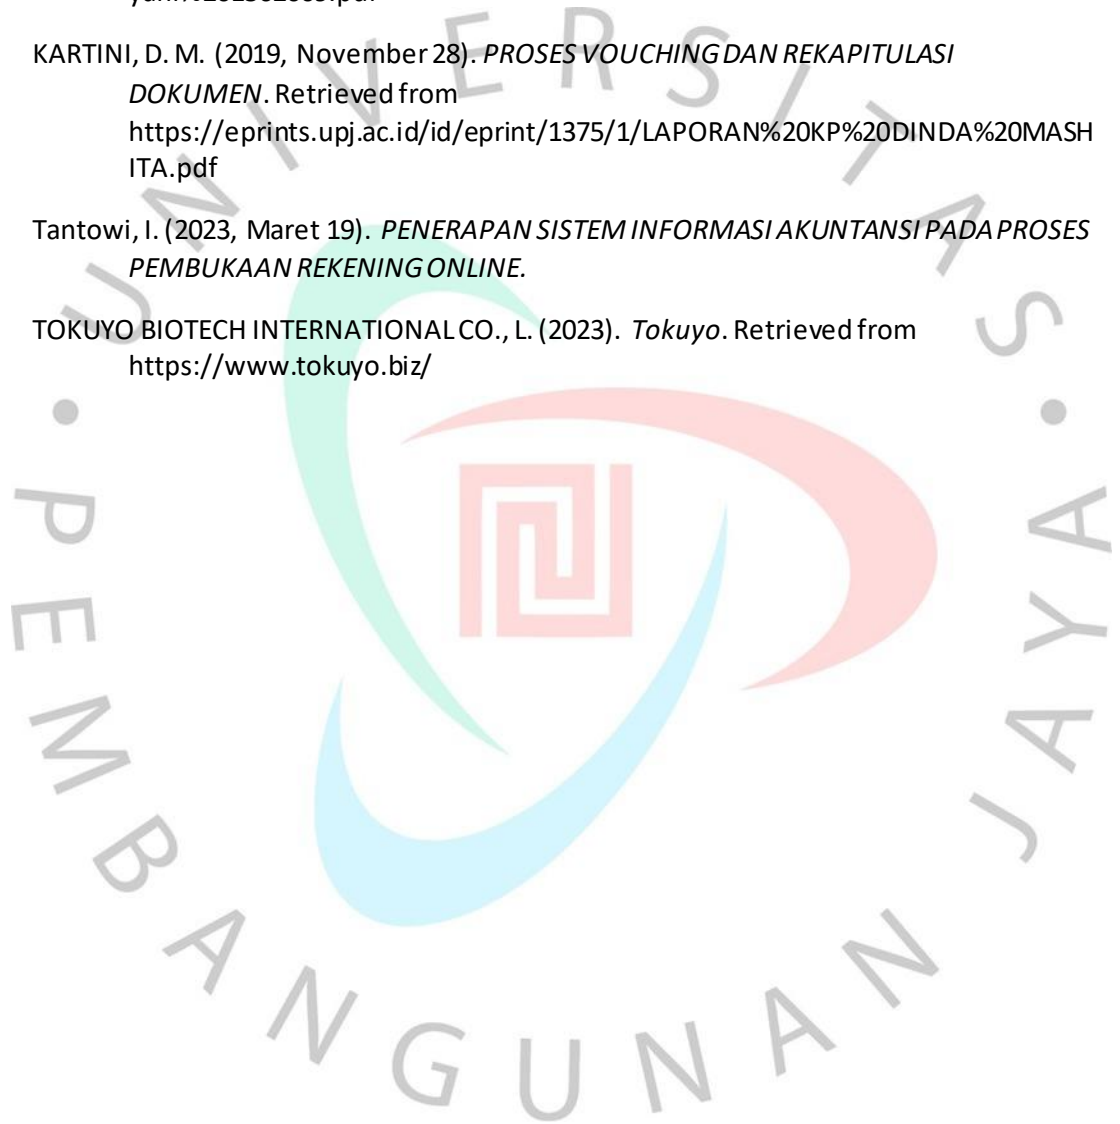 KARTINI, D. M. (2019, November 28). PROSES VOUCHING DAN REKAPITULASI
DOKUMEN. Retrieved from
https://eprints.upj.ac.id/id/eprint/1375/1/LAPORAN%20KP%20DINDA%20MASH
ITA.pdf
Tantowi, I. (2023, Maret 19). PENERAPAN SISTEM INFORMASI AKUNTANSI PADA PROSES
PEMBUKAAN REKENING ONLINE.
TOKUYO BIOTECH INTERNATIONAL CO., L. (2023). Tokuyo. Retrieved from
https://www.tokuyo.biz/
UNIVERSITAS • PEMBANGUNAN JAYA •